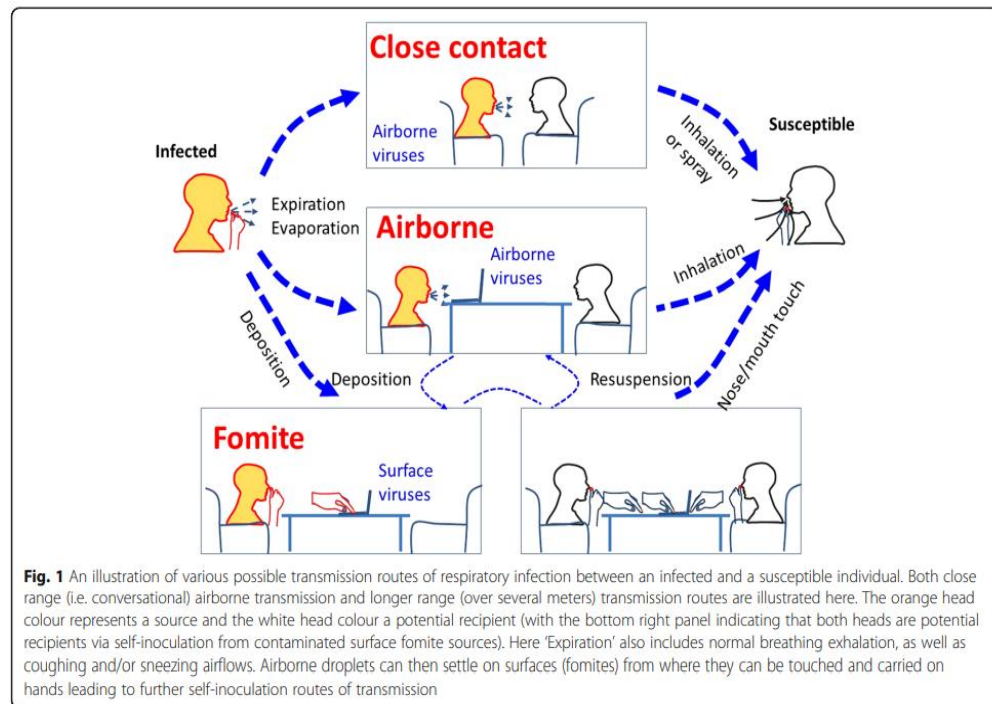 Close contact
Airborne
viruses
Infected
Susceptible
Inhalation
or spray
Expiration
Evaporation
Airborne
Airborne
viruses
Inhalation
Deposition
Deposition
Resuspension
Nose/mouth touch
Fomite
Surface
viruses
Fig. 1 An illustration of various possible transmission routes of respiratory infection between an infected and a susceptible individual. Both close
range (i.e. conversational) airborne transmission and longer range (over several meters) transmission routes are illustrated here. The orange head
colour represents a source and the white head colour a potential recipient (with the bottom right panel indicating that both heads are potential
recipients via self-inoculation from contaminated surface fomite sources). Here ‘Expiration’ also includes normal breathing exhalation, as well as
coughing and/or sneezing airflows. Airborne droplets can then settle on surfaces (fomites) from where they can be touched and carried on
hands leading to further self-inoculation routes of transmission